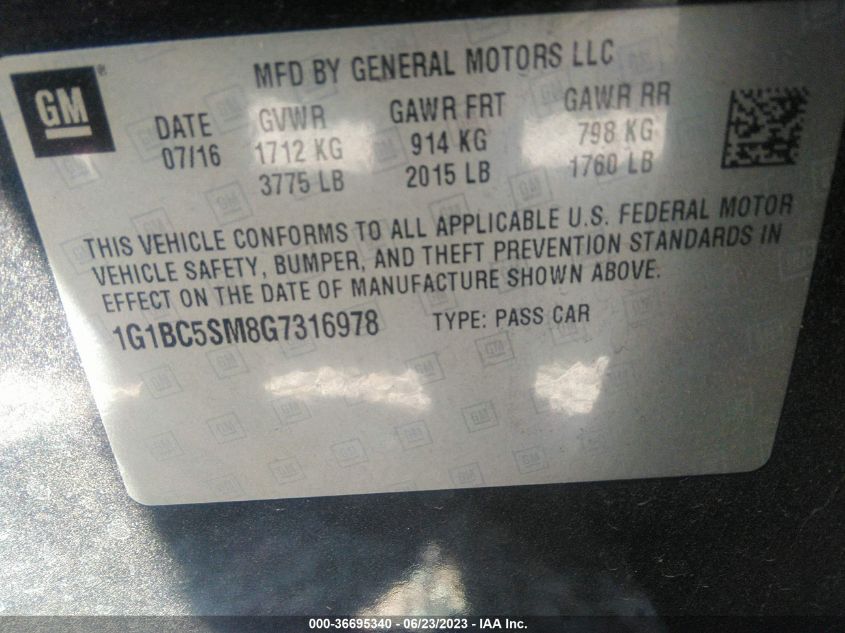 MFD BY GENERAL MOTORS LLC
GM
DATE GVWR GAWR FRT GAWR RR
07/16 1712 KG 914 KG 798 KG
3775 LB 2015 LB 1760 LB
THIS VEHICLE CONFORMS TO ALL APPLICABLE U.S. FEDERAL MOTOR
VEHICLE SAFETY, BUMPER, AND THEFT PREVENTION STANDARDS IN
EFFECT ON THE DATE OF MANUFACTURE SHOWN ABOVE.
1G1BC5SM8G7316978 TYPE: PASS CAR
000-36695340 - 06/23/2023 - IAA Inc.